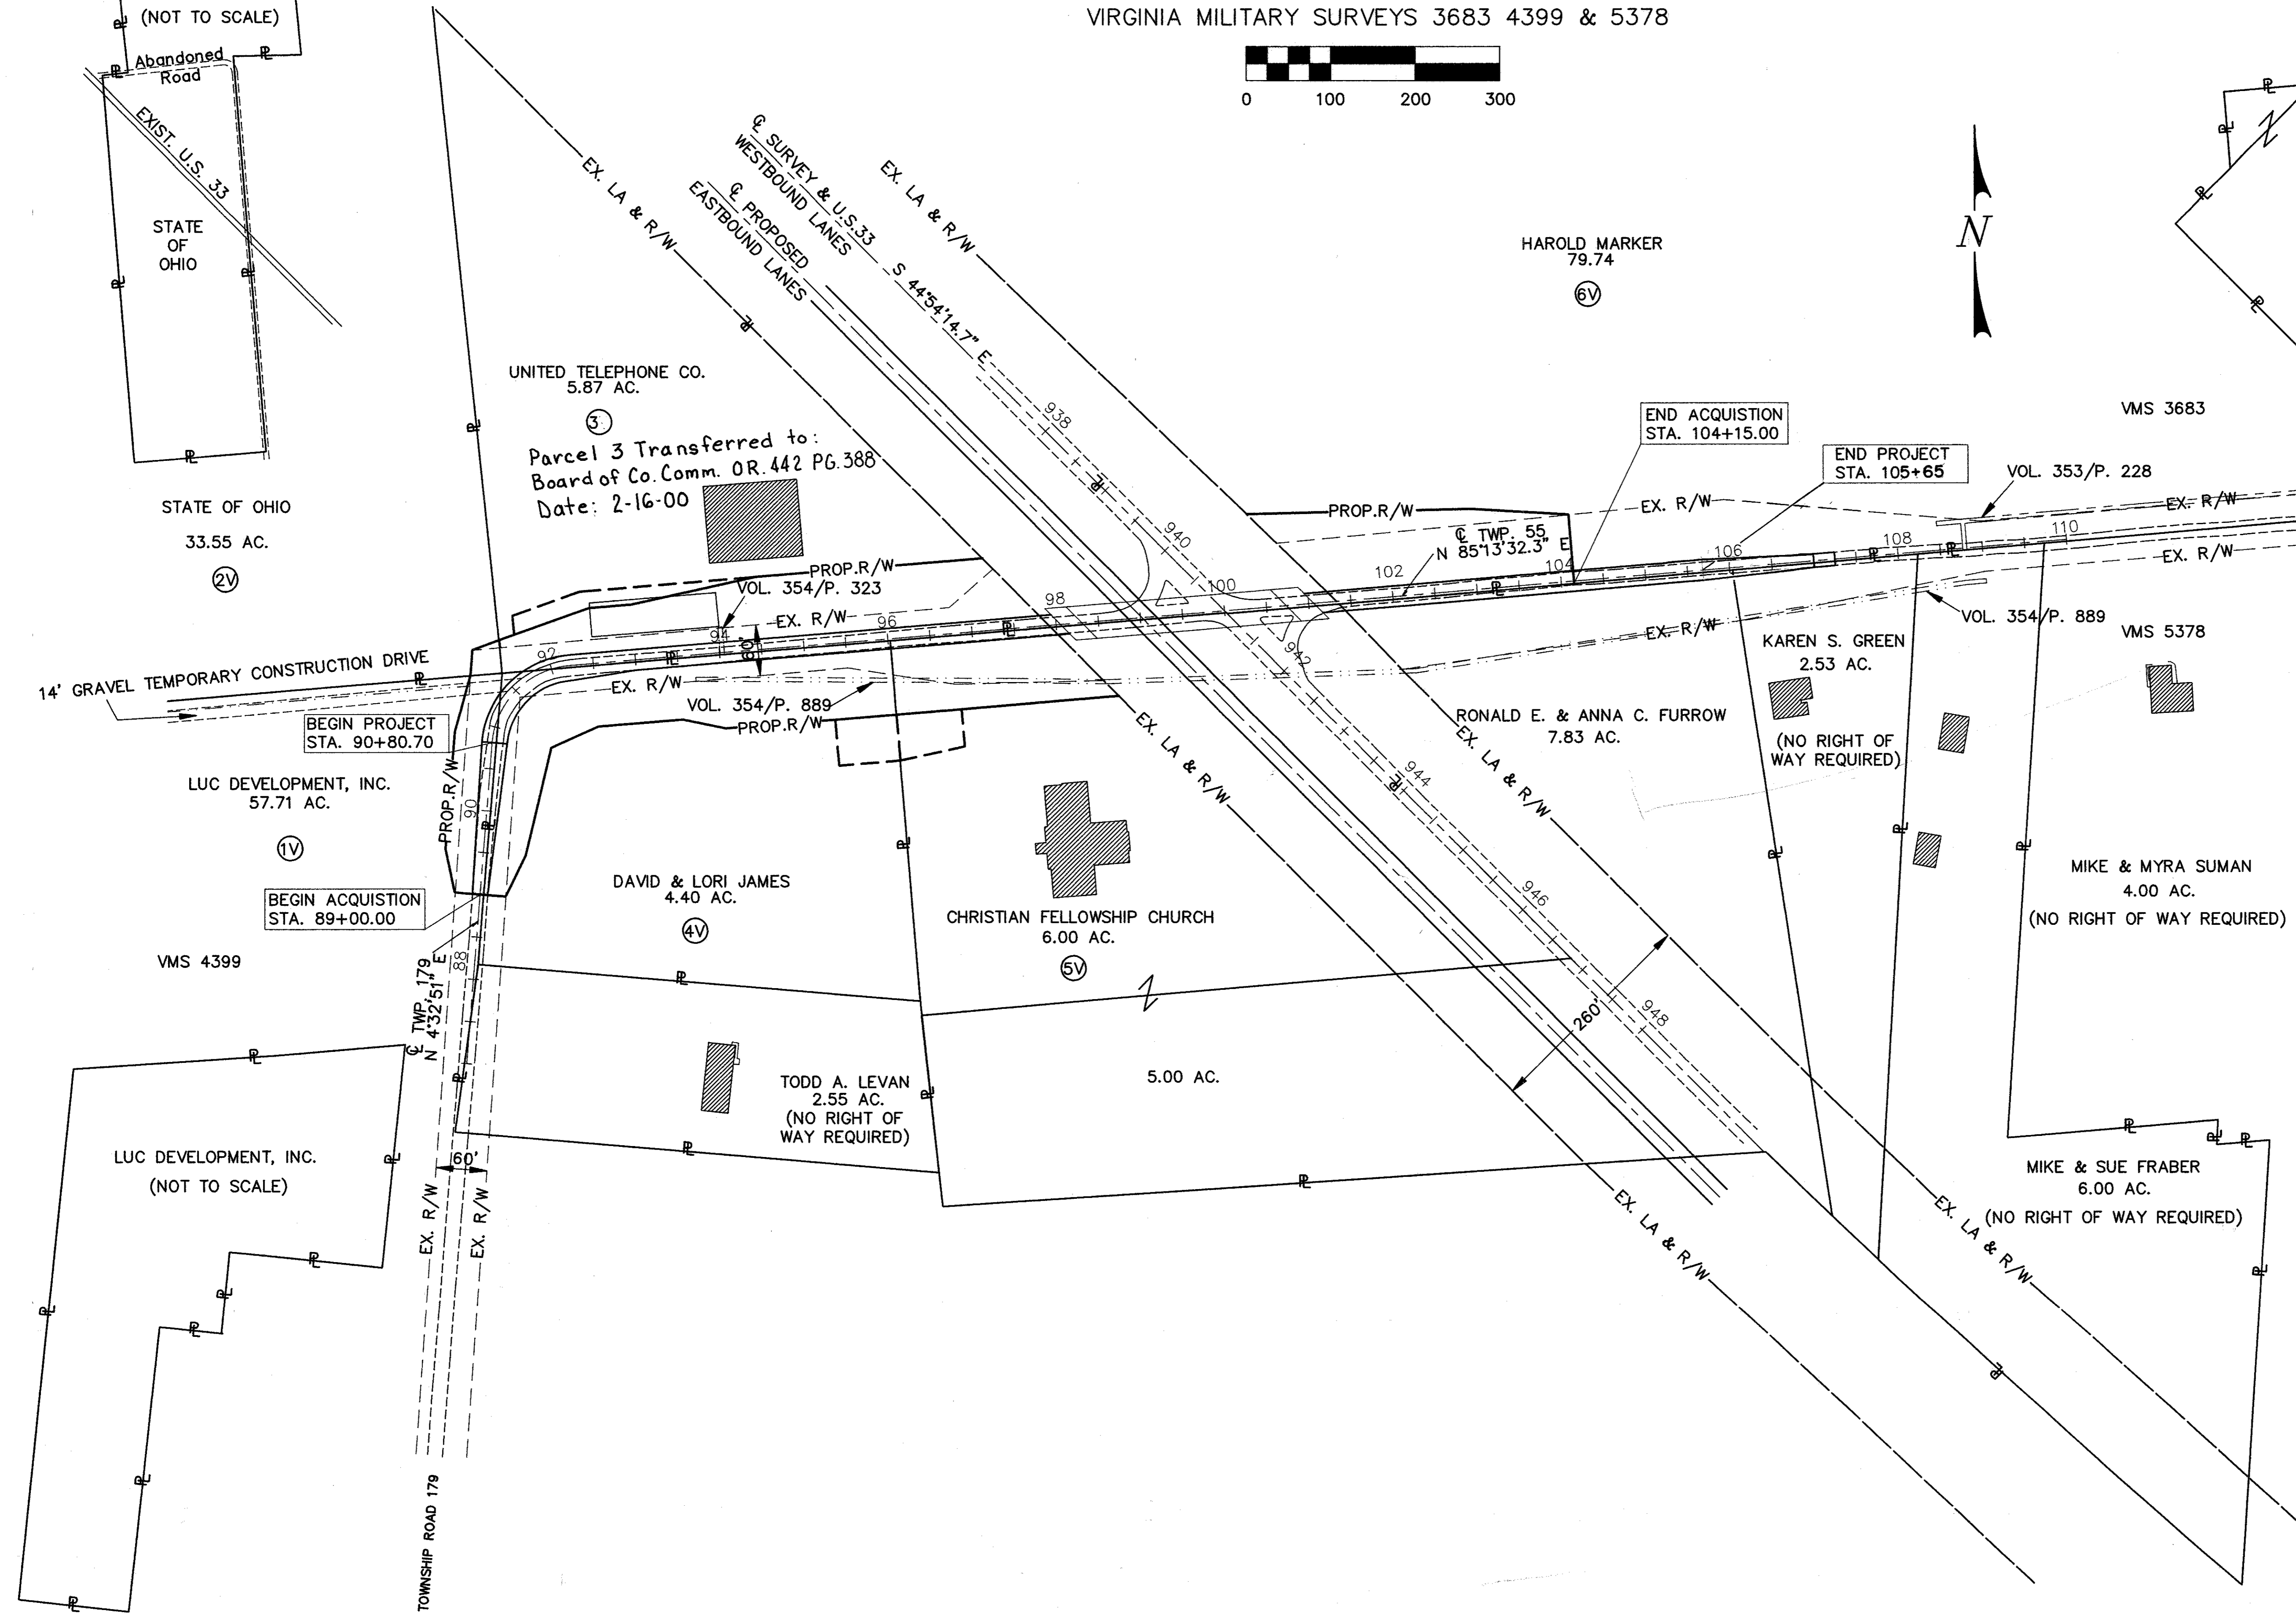 VIRGINIA MILITARY SURVEYS 3683 4399 & 5378
0 100 200 300
(NOT TO SCALE)
Abandoned
Road
EXIST. U.S. 33
STATE
OF
OHIO
STATE OF OHIO
33.55 AC.
2V
UNITED TELEPHONE CO.
5.87 AC.
3
Parcel 3 Transferred to:
Board of Co. Comm. OR. 442 PG. 388
Date: 2-16-00
EX. LA & R/W
℄ SURVEY & U.S.33
WESTBOUND LANES
℄ PROPOSED
EASTBOUND LANES
S 44°54'14.7" E
EX. LA & R/W
HAROLD MARKER
79.74
6V
N
VMS 3683
END ACQUISTION
STA. 104+15.00
END PROJECT
STA. 105+65
VOL. 353/P. 228
EX. R/W
EX. R/W
EX. R/W
PROP.R/W
℄ TWP. 55
N 85°13'32.3" E
938
940
942
944
946
948
92
94
96
98
100
102
104
106
108
110
PROP.R/W
VOL. 354/P. 323
EX. R/W
60'
EX. R/W
VOL. 354/P. 889
PROP.R/W
EX. R/W
VOL. 354/P. 889
VMS 5378
14' GRAVEL TEMPORARY CONSTRUCTION DRIVE
BEGIN PROJECT
STA. 90+80.70
LUC DEVELOPMENT, INC.
57.71 AC.
1V
PROP.R/W
90
BEGIN ACQUISTION
STA. 89+00.00
88
VMS 4399
℄ TWP. 179
N 4°32'51" E
DAVID & LORI JAMES
4.40 AC.
4V
CHRISTIAN FELLOWSHIP CHURCH
6.00 AC.
5V
EX. LA & R/W
EX. LA & R/W
RONALD E. & ANNA C. FURROW
7.83 AC.
KAREN S. GREEN
2.53 AC.
(NO RIGHT OF
WAY REQUIRED)
MIKE & MYRA SUMAN
4.00 AC.
(NO RIGHT OF WAY REQUIRED)
260'
TODD A. LEVAN
2.55 AC.
(NO RIGHT OF
WAY REQUIRED)
5.00 AC.
LUC DEVELOPMENT, INC.
(NOT TO SCALE)
60'
EX. R/W
EX. R/W
TOWNSHIP ROAD 179
EX. LA & R/W
EX. LA & R/W
MIKE & SUE FRABER
6.00 AC.
(NO RIGHT OF WAY REQUIRED)